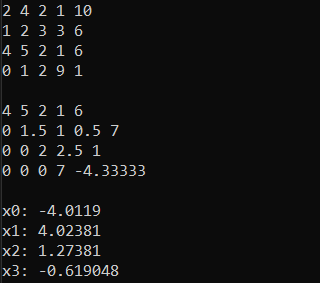 2 4 2 1 10
1 2 3 3 6
4 5 2 1 6
0 1 2 9 1
4 5 2 1 6
0 1.5 1 0.5 7
0 0 2 2.5 1
0 0 0 7 -4.33333
x0: -4.0119
x1: 4.02381
x2: 1.27381
x3: -0.619048